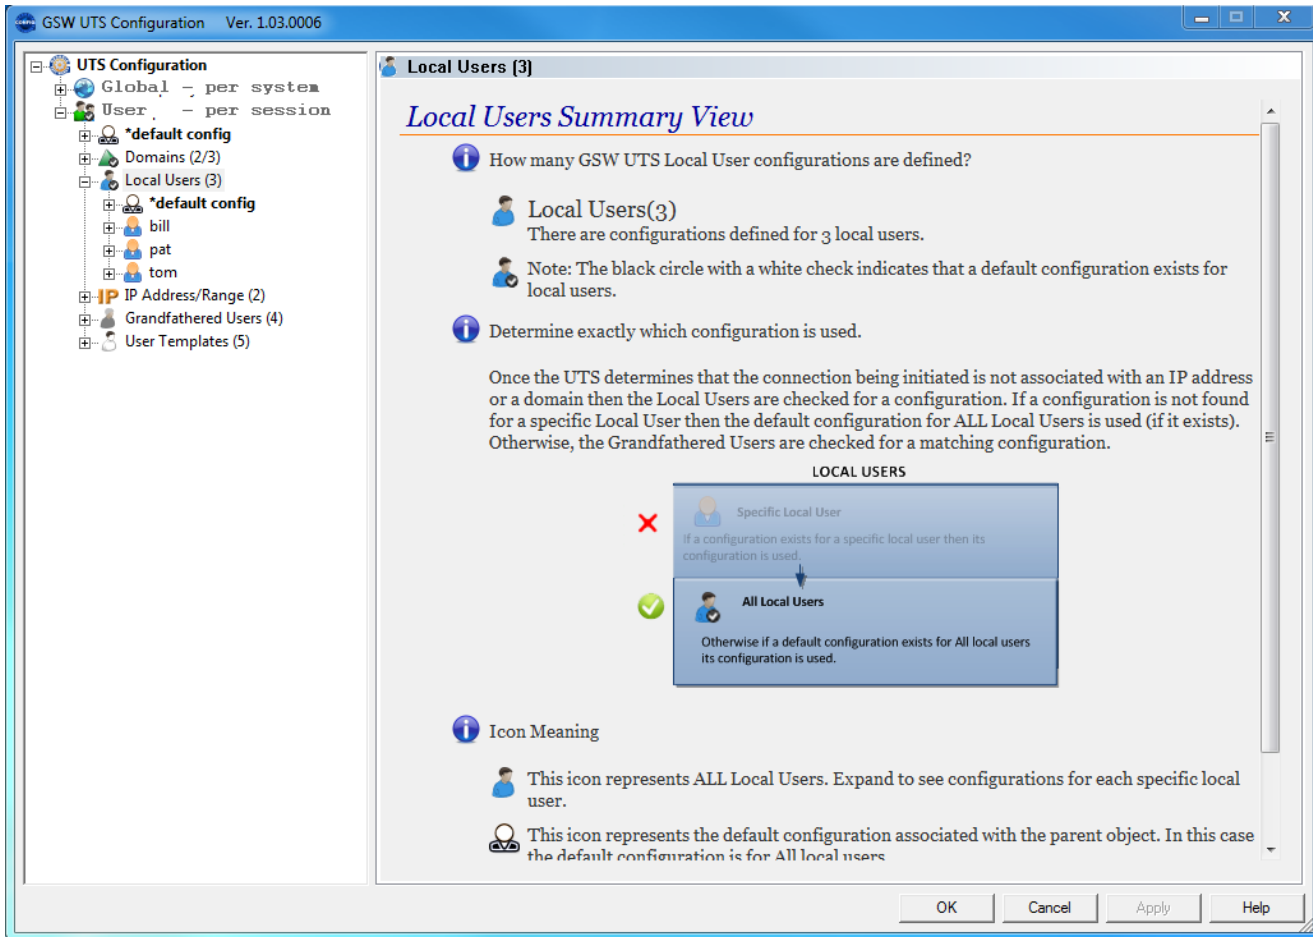 GSW UTS Configuration Ver. 1.03.0006
UTS Configuration
Global - per system
User - per session
*default config
Domains (2/3)
Local Users (3)
*default config
bill
pat
tom
IP Address/Range (2)
Grandfathered Users (4)
User Templates (5)
Local Users (3)
Local Users Summary View
How many GSW UTS Local User configurations are defined?
Local Users(3)
There are configurations defined for 3 local users.
Note: The black circle with a white check indicates that a default configuration exists for
local users.
Determine exactly which configuration is used.
Once the UTS determines that the connection being initiated is not associated with an IP address
or a domain then the Local Users are checked for a configuration. If a configuration is not found
for a specific Local User then the default configuration for ALL Local Users is used (if it exists).
Otherwise, the Grandfathered Users are checked for a matching configuration.
LOCAL USERS
Specific Local User
if a configuration exists for a specific local user then its
configuration is used.
All Local Users
Otherwise if a default configuration exists for All local users
its configuration is used.
Icon Meaning
This icon represents ALL Local Users. Expand to see configurations for each specific local
user.
This icon represents the default configuration associated with the parent object. In this case
the default configuration is for All local users
OK Cancel Apply Help